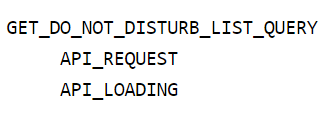 GET_DO_NOT_DISTURB_LIST_QUERY
API_REQUEST
API_LOADING